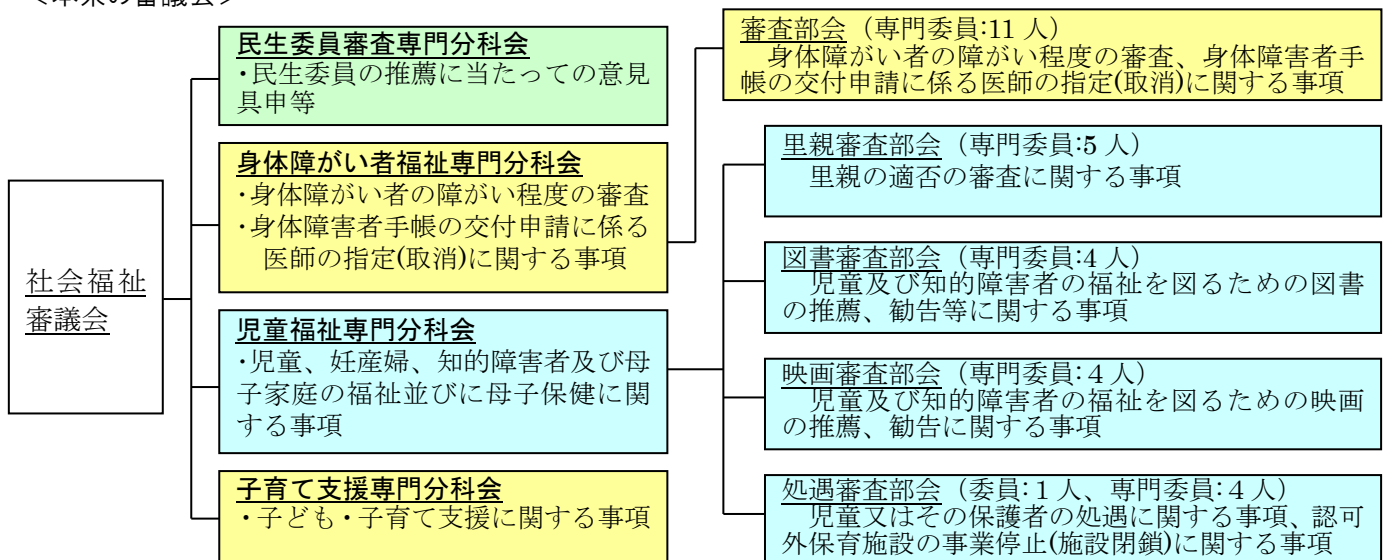 ＜本来の審議会＞
社会福祉
審議会
民生委員審査専門分科会
・民生委員の推薦に当たっての意見
具申等
身体障がい者福祉専門分科会
・身体障がい者の障がい程度の審査
・身体障害者手帳の交付申請に係る
医師の指定(取消)に関する事項
児童福祉専門分科会
・児童、妊産婦、知的障害者及び母
子家庭の福祉並びに母子保健に関
する事項
子育て支援専門分科会
・子ども・子育て支援に関する事項
審査部会（専門委員:11 人）
身体障がい者の障がい程度の審査、身体障害者手
帳の交付申請に係る医師の指定(取消)に関する事項
里親審査部会（専門委員:5 人）
里親の適否の審査に関する事項
図書審査部会（専門委員:4 人）
児童及び知的障害者の福祉を図るための図書
の推薦、勧告等に関する事項
映画審査部会（専門委員:４人）
児童及び知的障害者の福祉を図るための映画
の推薦、勧告に関する事項
処遇審査部会（委員:１人、専門委員:４人）
児童又はその保護者の処遇に関する事項、認可
外保育施設の事業停止(施設閉鎖)に関する事項